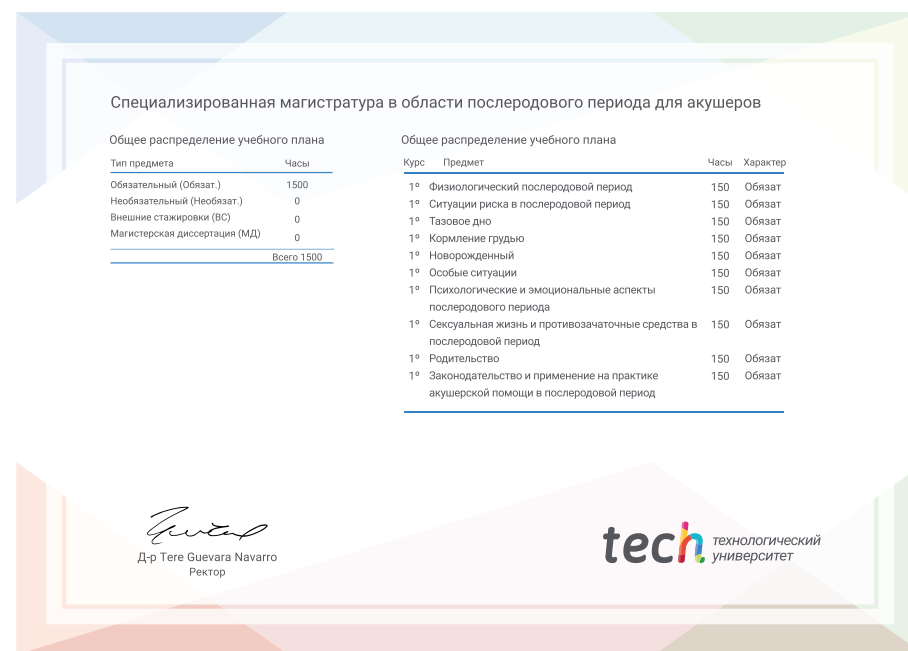 Специализированная магистратура в области послеродового периода для акушеров
Общее распределение учебного плана
Тип предмета Часы
Обязательный (Обязат.) 1500
Необязательный (Необязат.) 0
Внешние стажировки (ВС) 0
Магистерская диссертация (МД) 0
Всего 1500
Общее распределение учебного плана
Курс Предмет Часы Характер
1º Физиологический послеродовой период 150 Обязат
1º Ситуации риска в послеродовой период 150 Обязат
1º Тазовое дно 150 Обязат
1º Кормление грудью 150 Обязат
1º Новорожденный 150 Обязат
1º Особые ситуации 150 Обязат
1º Психологические и эмоциональные аспекты 150 Обязат
послеродового периода
1º Сексуальная жизнь и противозачаточные средства в 150 Обязат
послеродовой период
1º Родительство 150 Обязат
1º Законодательство и применение на практике 150 Обязат
акушерской помощи в послеродовой период
Д-р Tere Guevara Navarro
Ректор
tech технологический
университет